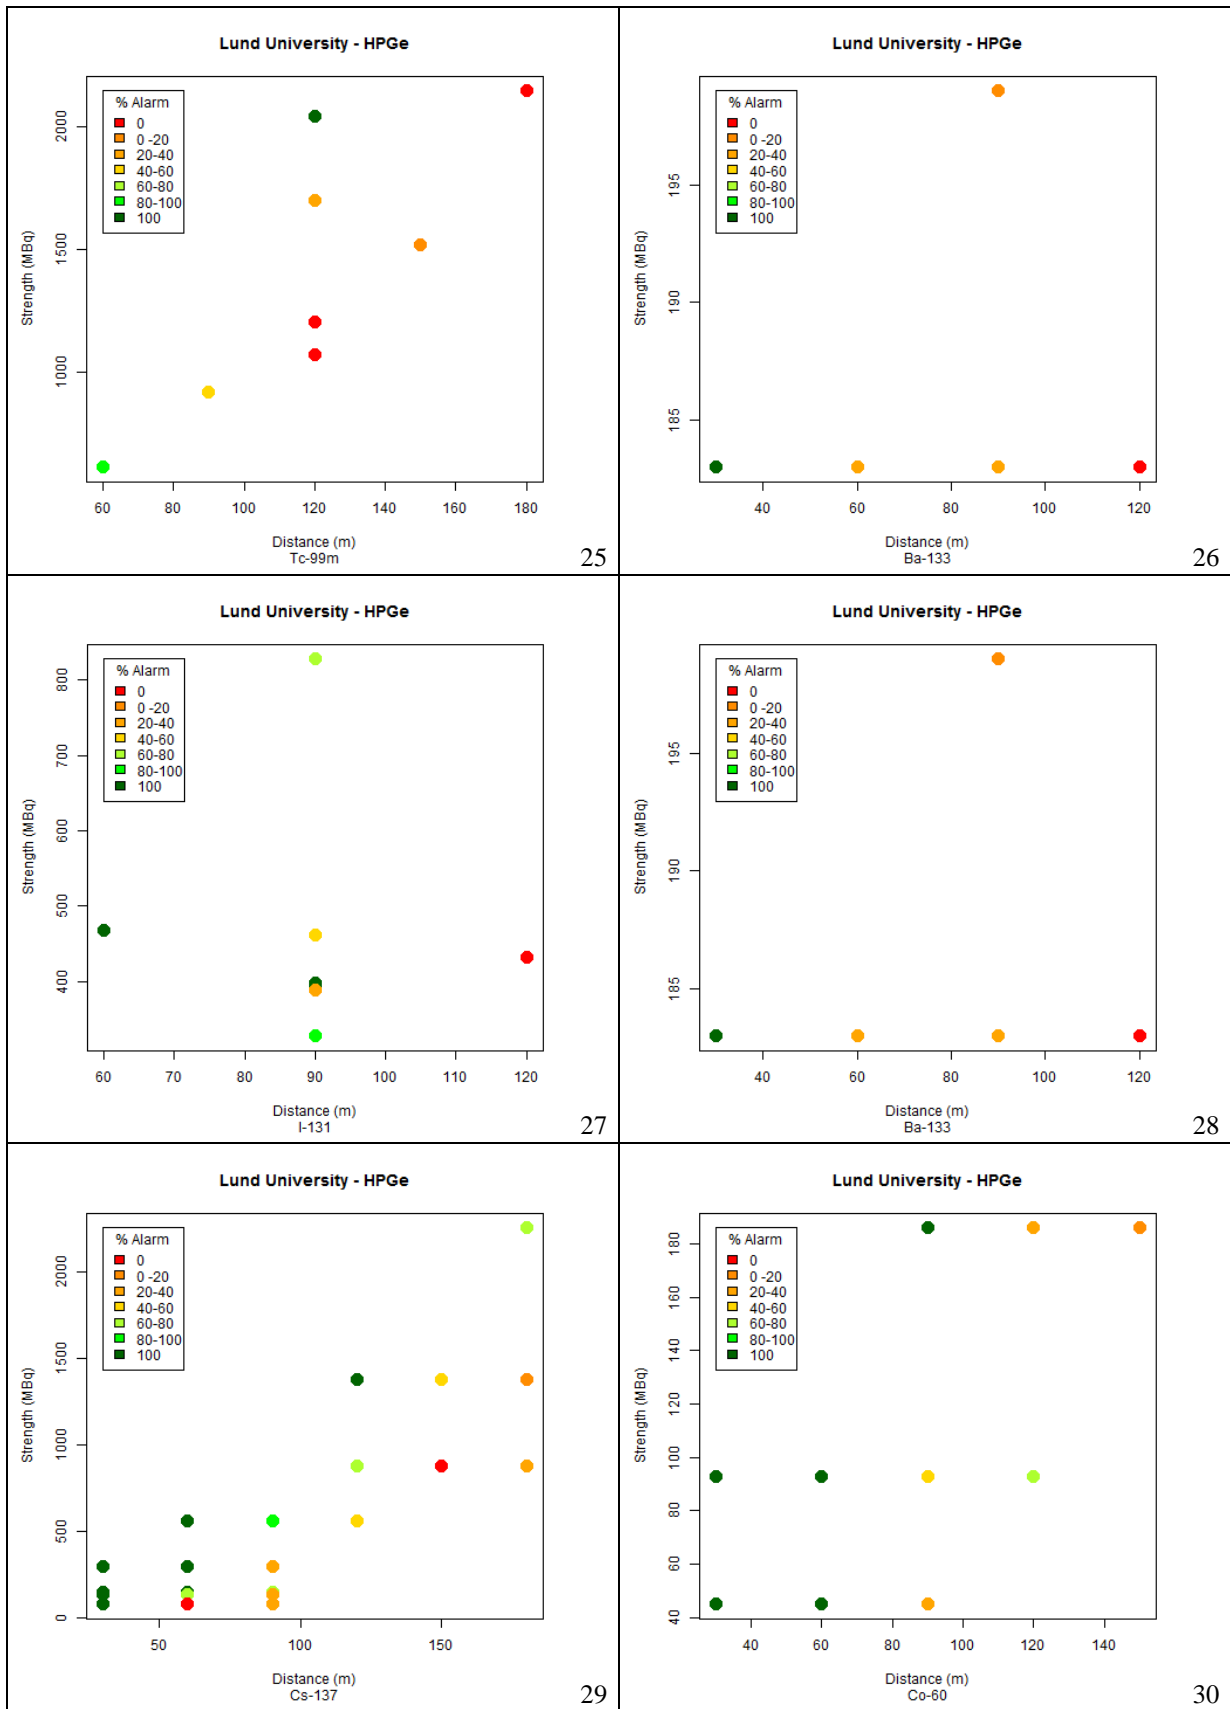 Lund University - HPGe
% Alarm
0
0 -20
20-40
40-60
60-80
80-100
100
Strength (MBq)
1000 1500 2000
60 80 100 120 140 160 180
Distance (m)
Tc-99m
25
Lund University - HPGe
% Alarm
0
0 -20
20-40
40-60
60-80
80-100
100
Strength (MBq)
185 190 195
40 60 80 100 120
Distance (m)
Ba-133
26
Lund University - HPGe
% Alarm
0
0 -20
20-40
40-60
60-80
80-100
100
Strength (MBq)
400 500 600 700 800
60 70 80 90 100 110 120
Distance (m)
I-131
27
Lund University - HPGe
% Alarm
0
0 -20
20-40
40-60
60-80
80-100
100
Strength (MBq)
185 190 195
40 60 80 100 120
Distance (m)
Ba-133
28
Lund University - HPGe
% Alarm
0
0 -20
20-40
40-60
60-80
80-100
100
Strength (MBq)
0 500 1000 1500 2000
50 100 150
Distance (m)
Cs-137
29
Lund University - HPGe
% Alarm
0
0 -20
20-40
40-60
60-80
80-100
100
Strength (MBq)
40 60 80 100 120 140 160 180
40 60 80 100 120 140
Distance (m)
Co-60
30